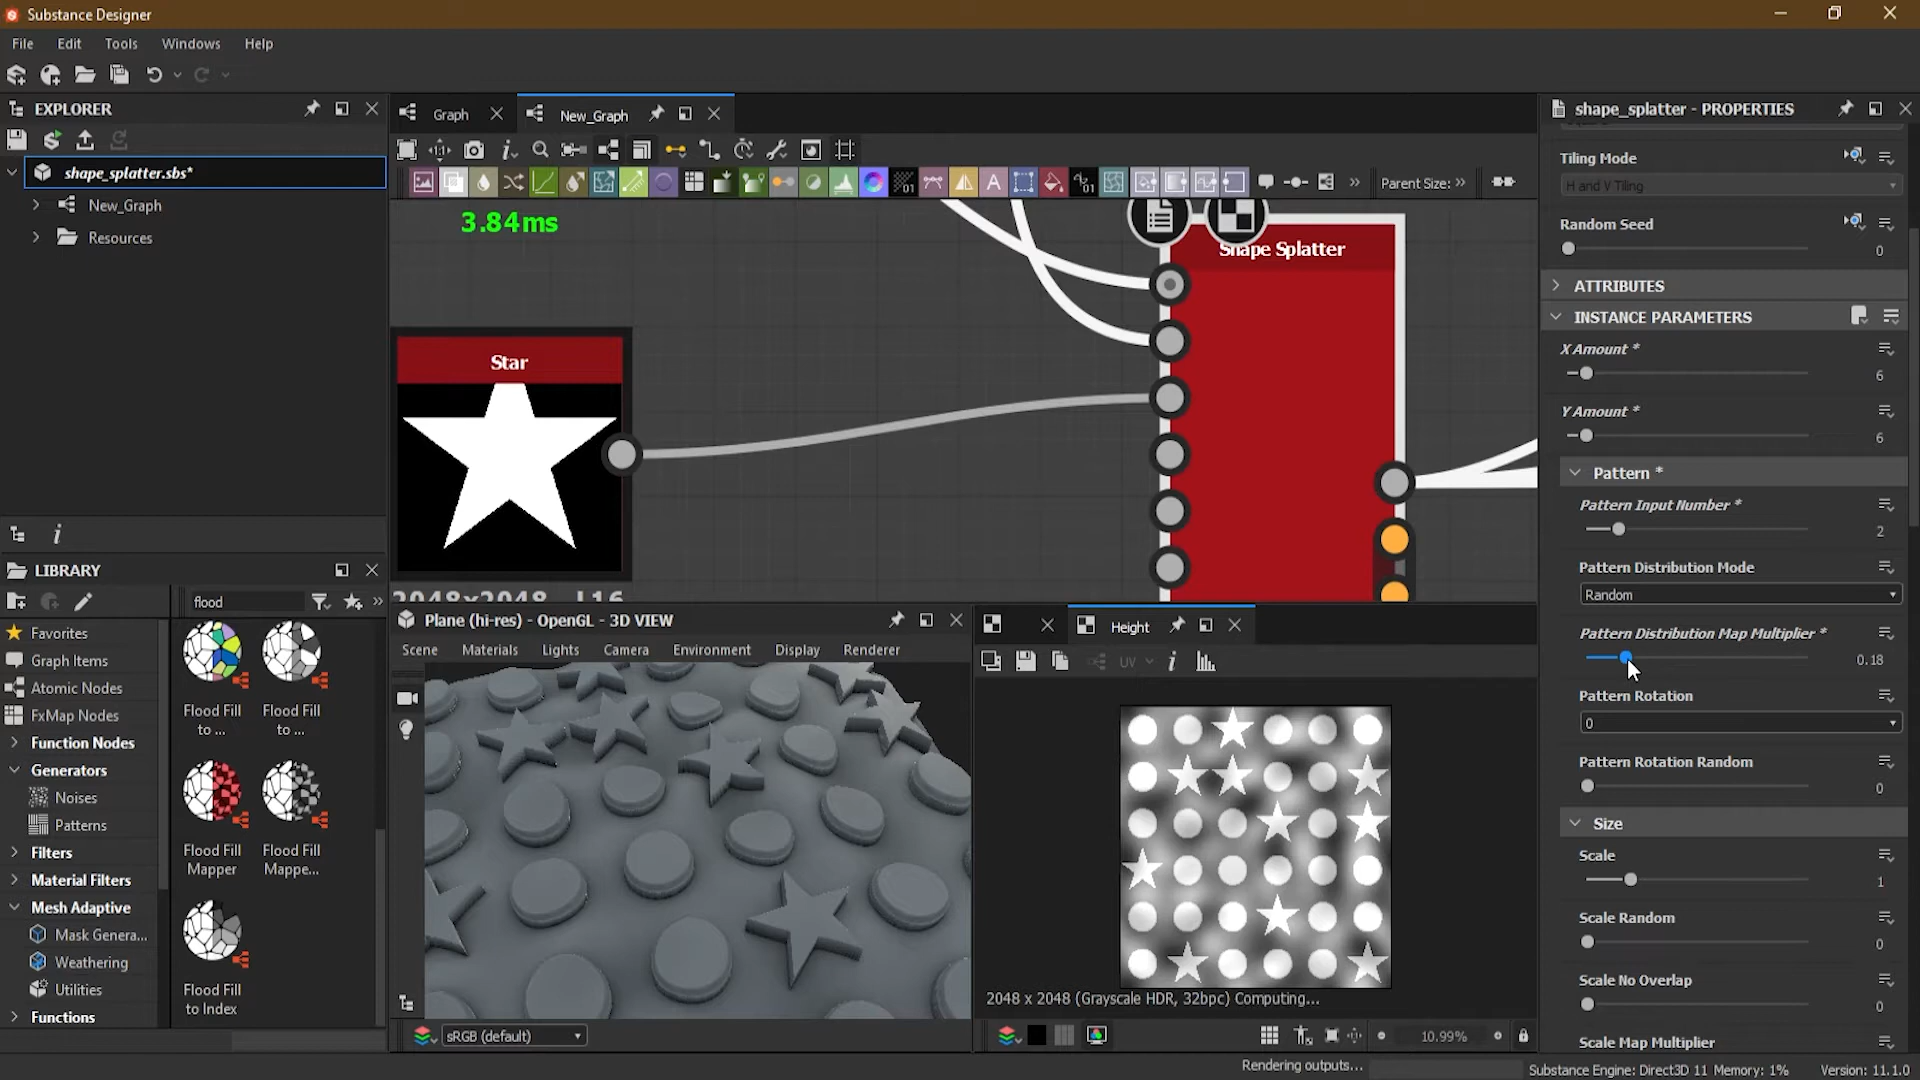 Substance Designer
File Edit Tools Windows Help
EXPLORER
shape_splatter.sbs*
New_Graph
Resources
LIBRARY
flood
Favorites
Graph Items
Atomic Nodes
FxMap Nodes
Function Nodes
Generators
Noises
Patterns
Filters
Material Filters
Mesh Adaptive
Mask Genera...
Weathering
Utilities
Functions
Flood Fill to ...
Flood Fill to ...
Flood Fill Mapper
Flood Fill Mappe...
Flood Fill to Index
Graph
New_Graph
Parent Size:
3.84ms
Shape Splatter
Star
Plane (hi-res) - OpenGL - 3D VIEW
Scene Materials Lights Camera Environment Display Renderer
sRGB (default)
Height
UV
2048 x 2048 (Grayscale HDR, 32bpc) Computing...
10.99%
shape_splatter - PROPERTIES
Tiling Mode
H and V Tiling
Random Seed
0
ATTRIBUTES
INSTANCE PARAMETERS
X Amount *
6
Y Amount *
6
Pattern *
Pattern Input Number *
2
Pattern Distribution Mode
Random
Pattern Distribution Map Multiplier *
0.18
Pattern Rotation
0
Pattern Rotation Random
0
Size
Scale
1
Scale Random
0
Scale No Overlap
0
Scale Map Multiplier
Rendering outputs...
Substance Engine: Direct3D 11 Memory: 1% Version: 11.1.0